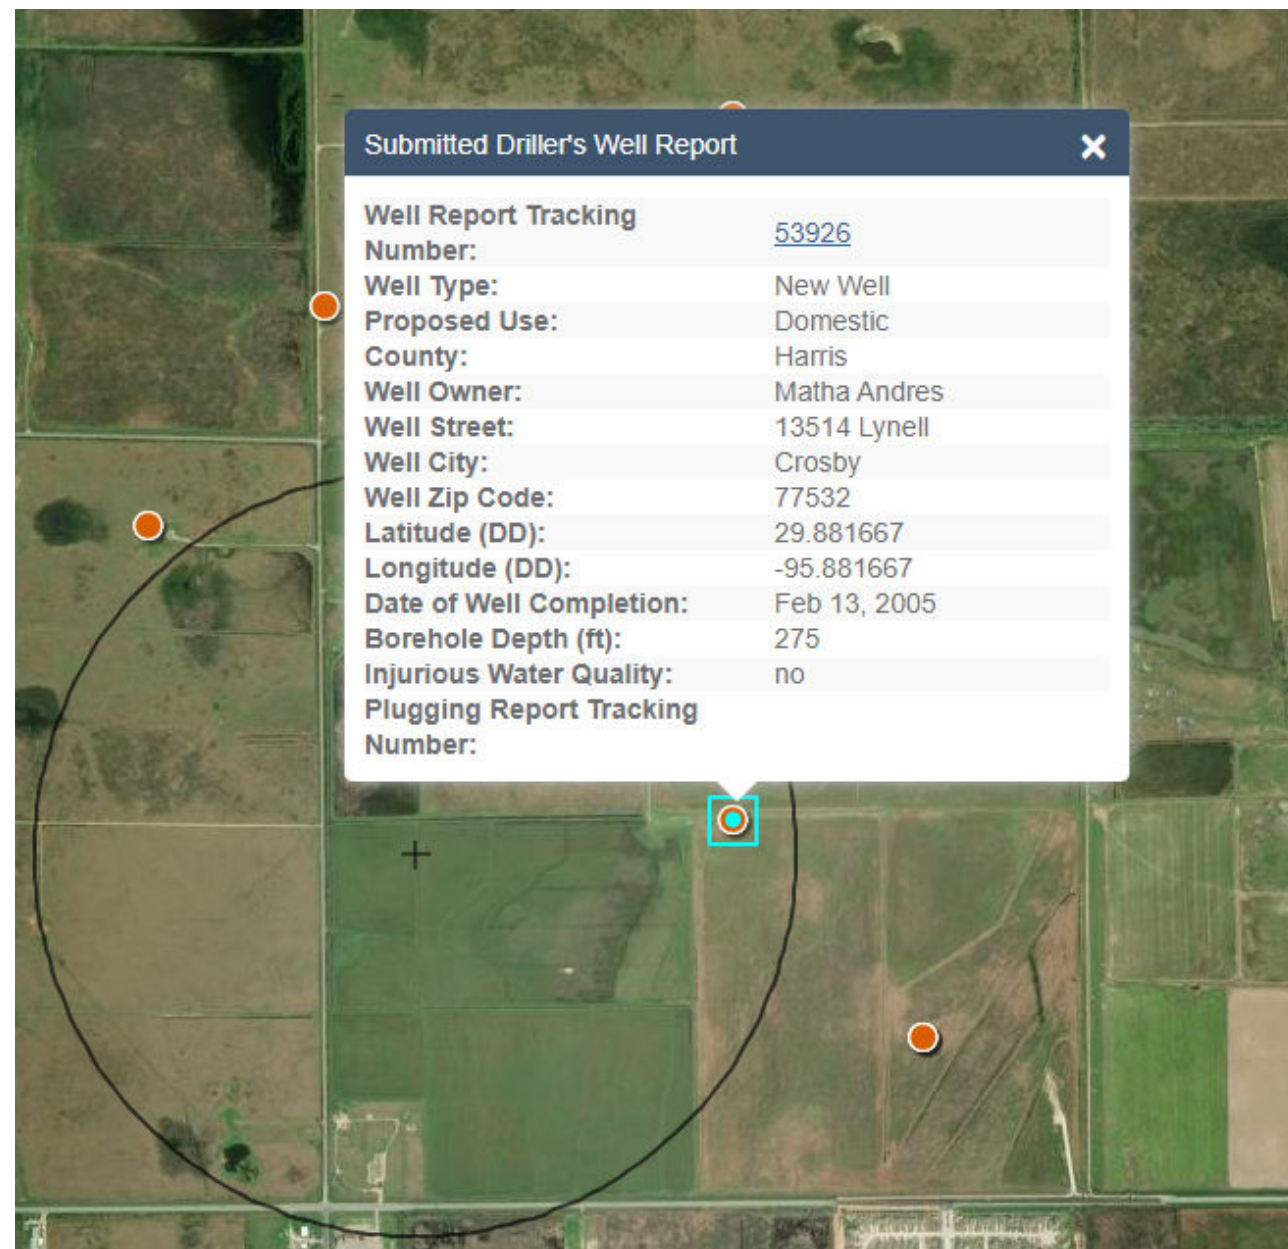 Submitted Driller's Well Report
Well Report Tracking
Number: 53926
Well Type: New Well
Proposed Use: Domestic
County: Harris
Well Owner: Matha Andres
Well Street: 13514 Lynell
Well City: Crosby
Well Zip Code: 77532
Latitude (DD): 29.881667
Longitude (DD): -95.881667
Date of Well Completion: Feb 13, 2005
Borehole Depth (ft): 275
Injurious Water Quality: no
Plugging Report Tracking
Number: